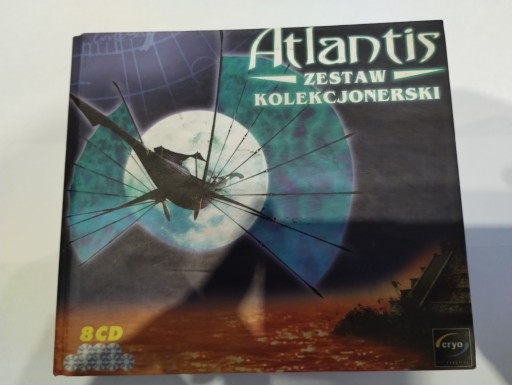 Atlantis
ZESTAW
KOLEKCJONERSKI
8CD
cryo